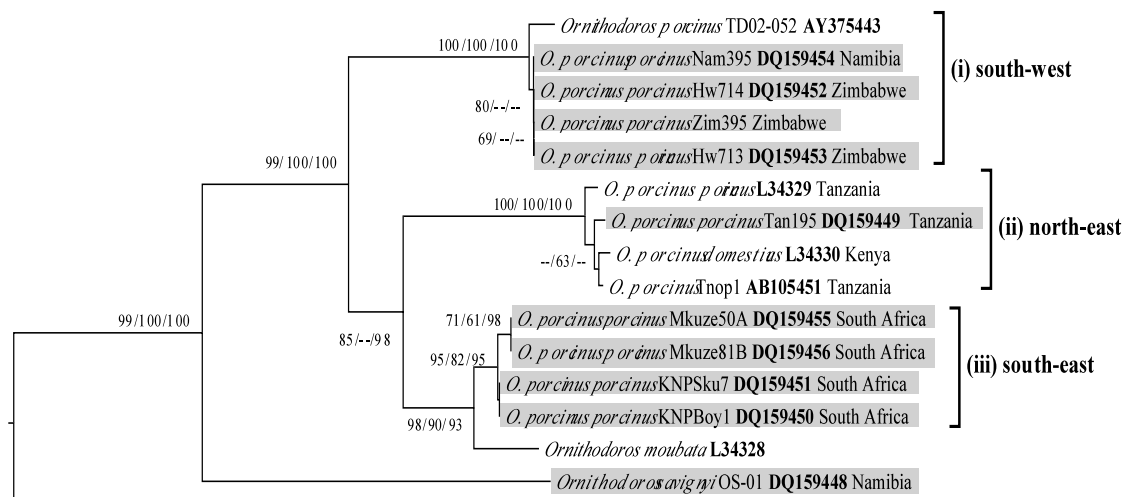 Ornithodoros porcinus TD02-052 AY375443
100/100/100
O. porcinus porcinus Nam395 DQ159454 Namibia
(i) south-west
O. porcinus porcinus Hw714 DQ159452 Zimbabwe
80/--/--
O. porcinus porcinus Zim395 Zimbabwe
69/--/--
O. porcinus porcinus Hw713 DQ159453 Zimbabwe
99/100/100
O. porcinus porcinus L34329 Tanzania
100/100/100
O. porcinus porcinus Tan195 DQ159449 Tanzania
(ii) north-east
O. porcinus domesticus L34330 Kenya
--/63/--
O. porcinus Tnop1 AB105451 Tanzania
71/61/98
O. porcinus porcinus Mkuze50A DQ159455 South Africa
99/100/100
85/--/98
O. porcinus porcinus Mkuze81B DQ159456 South Africa
95/82/95
(iii) south-east
O. porcinus porcinus KNPSku7 DQ159451 South Africa
O. porcinus porcinus KNPBoy1 DQ159450 South Africa
98/90/93
Ornithodoros moubata L34328
Ornithodoros savignyi OS-01 DQ159448 Namibia